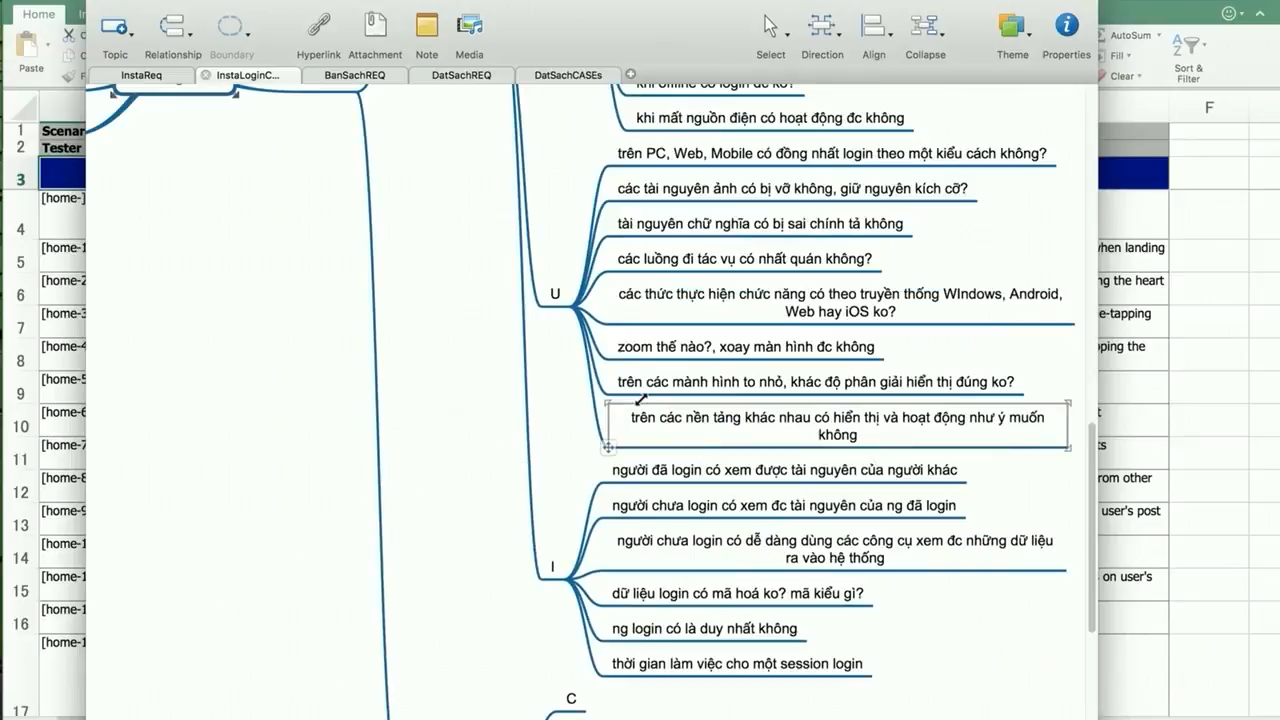 Home
Paste
Topic
Relationship
Boundary
Hyperlink
Attachment
Note
Media
Select
Direction
Align
Collapse
Theme
Properties
AutoSum
Fill
Clear
Sort &
Filter
InstaReq
InstaLoginC...
BanSachREQ
DatSachREQ
DatSachCASES
F
1
Scenar
2
Tester
3
4
[home-]
5
[home-1
when landing
6
[home-2
ng the heart
7
[home-3
e-tapping
8
[home-4
ping the
9
[home-5
10
[home-6
t
11
[home-7
ts
12
[home-8
rom other
13
[home-9
user's post
14
[home-1
15
[home-1
on user's
16
[home-1
[home-1
17
khi offline có login đc ko?
khi mất nguồn điện có hoạt động đc không
U
trên PC, Web, Mobile có đồng nhất login theo một kiểu cách không?
các tài nguyên ảnh có bị vỡ không, giữ nguyên kích cỡ?
tài nguyên chữ nghĩa có bị sai chính tả không
các luồng đi tác vụ có nhất quán không?
các thức thực hiện chức năng có theo truyền thống WIndows, Android,
Web hay iOS ko?
zoom thế nào?, xoay màn hình đc không
trên các mành hình to nhỏ, khác độ phân giải hiển thị đúng ko?
trên các nền tảng khác nhau có hiển thị và hoạt động như ý muốn
không
I
người đã login có xem được tài nguyên của người khác
người chưa login có xem đc tài nguyên của ng đã login
người chưa login có dễ dàng dùng các công cụ xem đc những dữ liệu
ra vào hệ thống
dữ liệu login có mã hoá ko? mã kiểu gì?
ng login có là duy nhất không
thời gian làm việc cho một session login
C